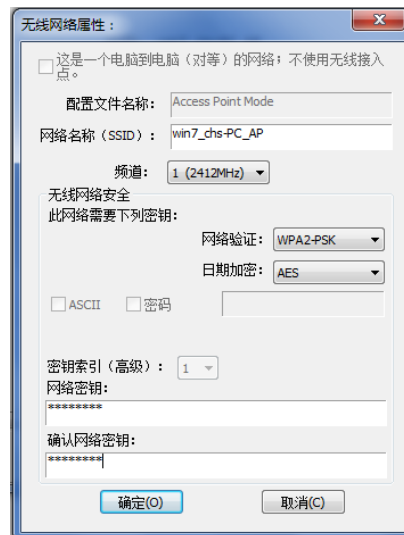 无线网络属性：
这是一个电脑到电脑（对等）的网络；不使用无线接入
点。
配置文件名称： Access Point Mode
网络名称（SSID）： win7_chs-PC_AP
频道： 1 (2412MHz)
无线网络安全
此网络需要下列密钥：
网络验证： WPA2-PSK
日期加密： AES
ASCII 密码
密钥索引（高级）： 1
网络密钥：
********
确认网络密钥：
********
确定(O) 取消(C)